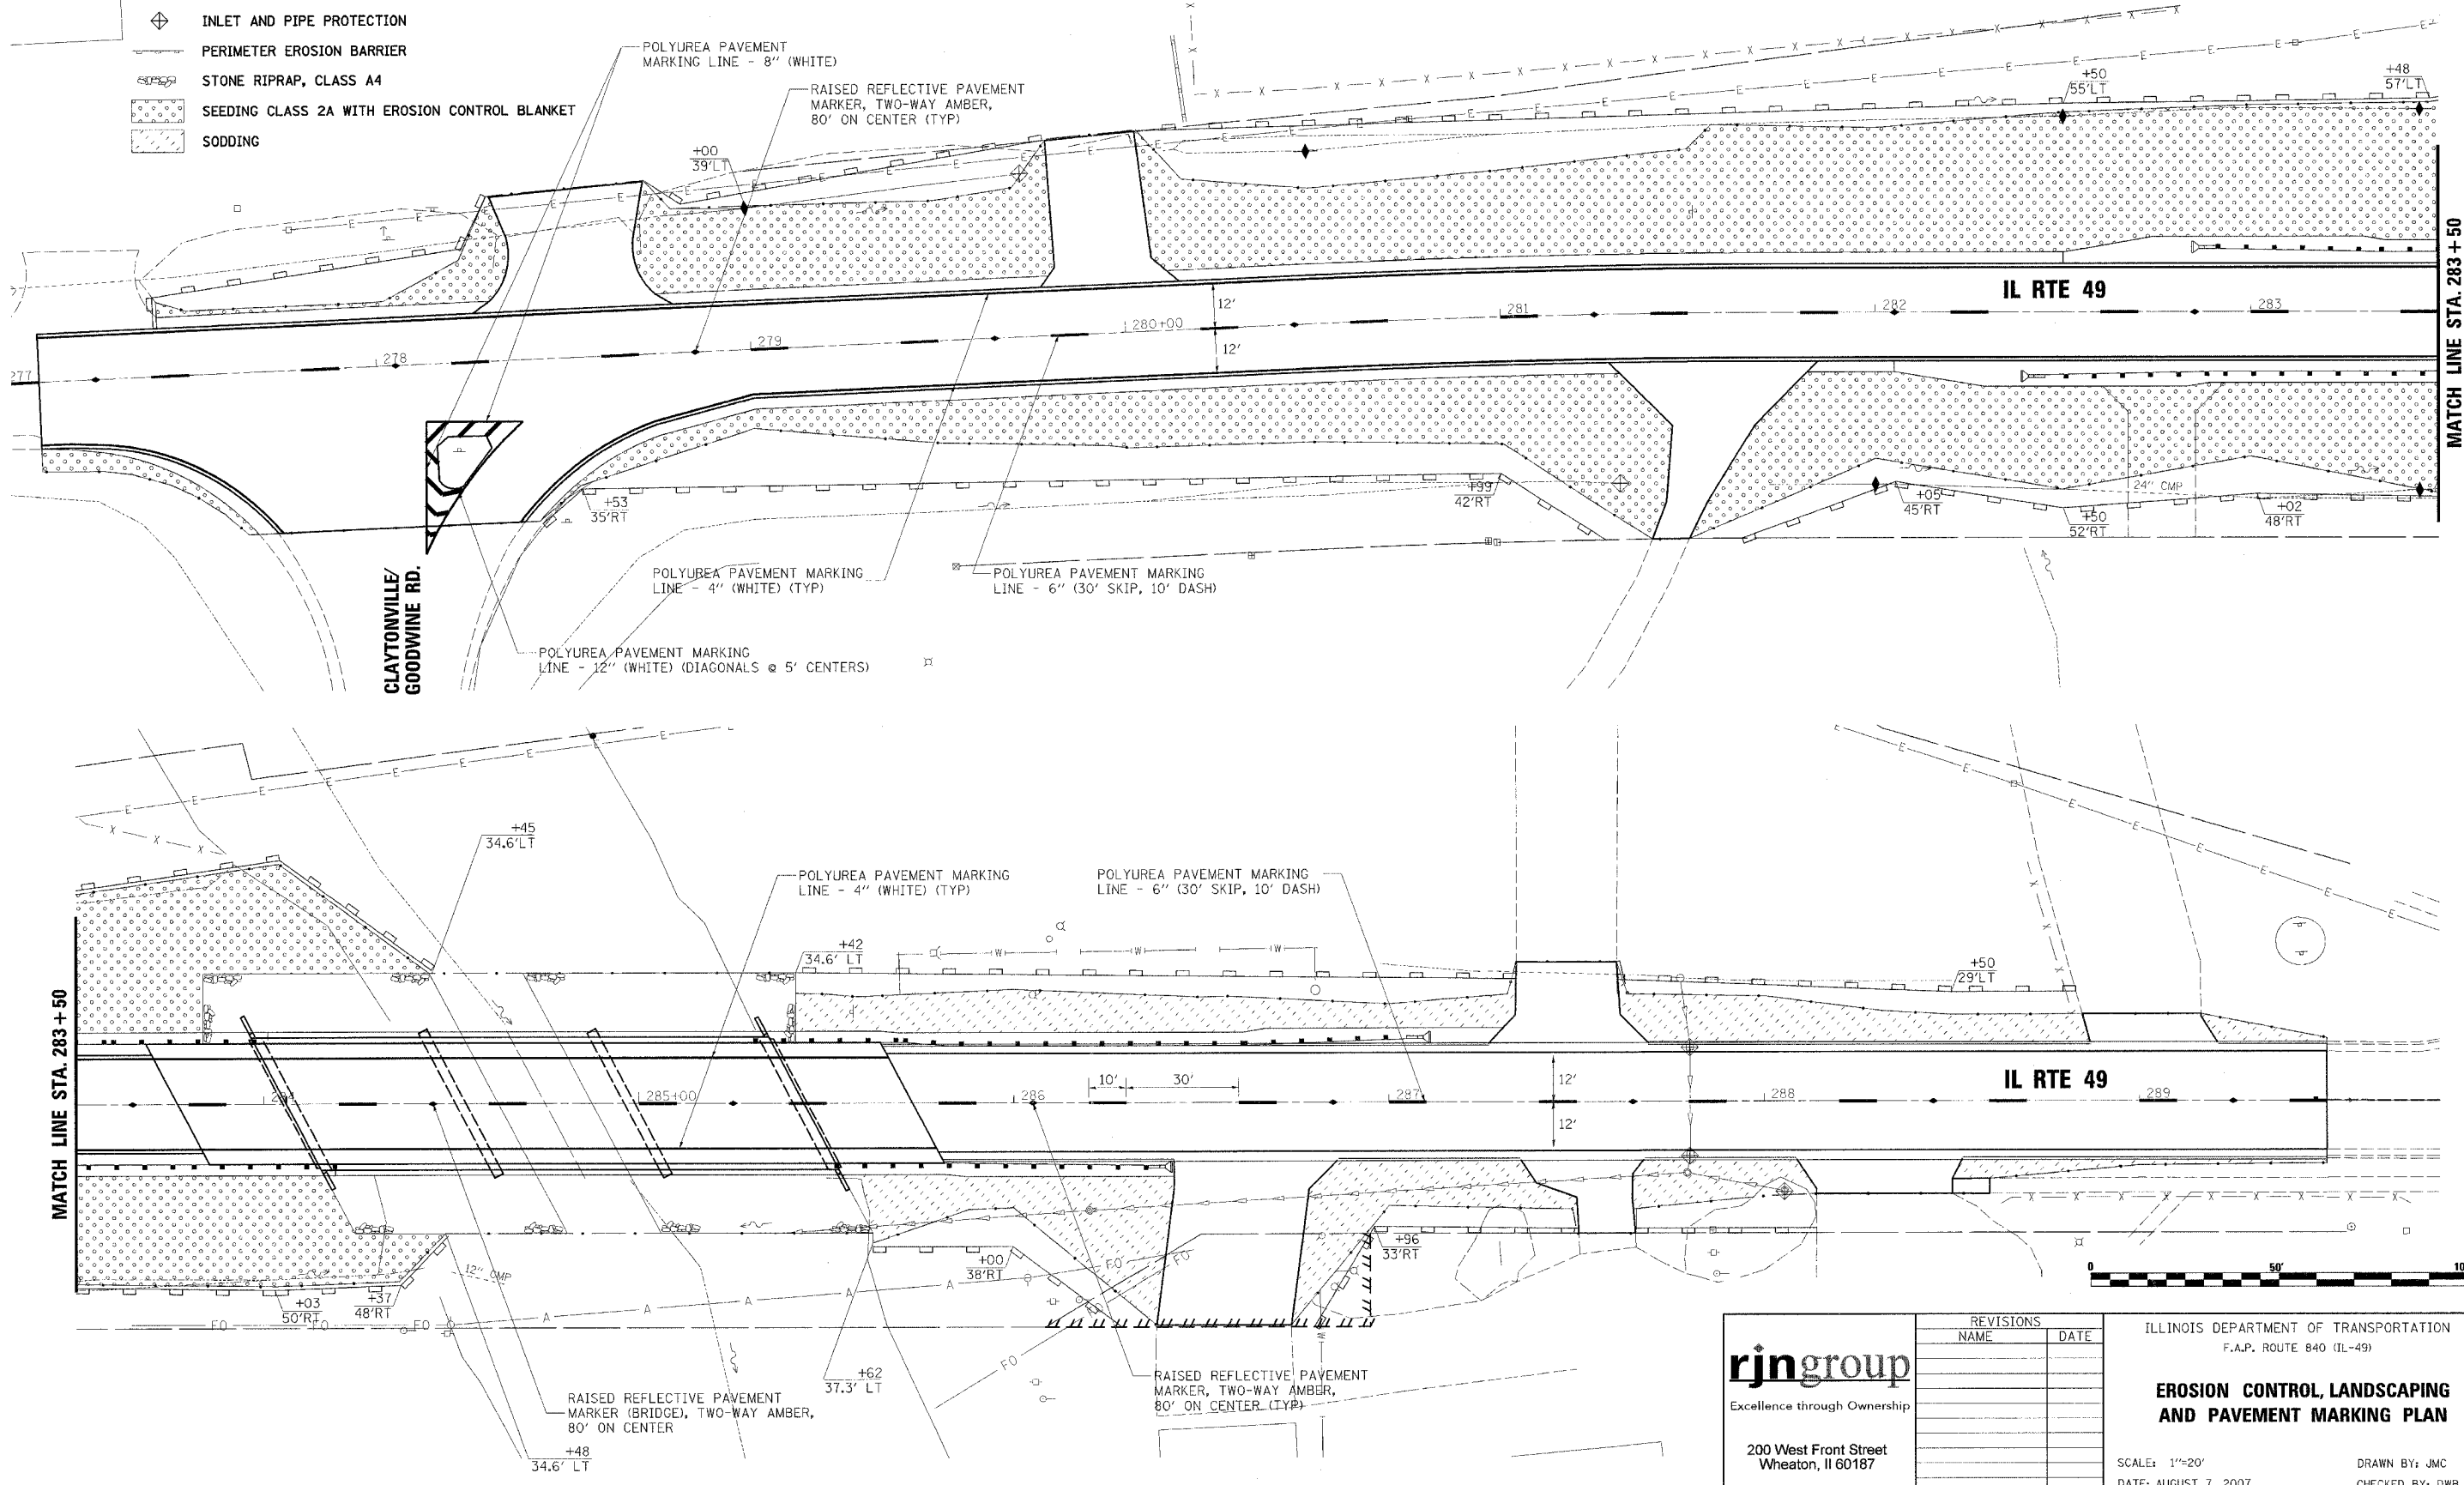 INLET AND PIPE PROTECTION
PERIMETER EROSION BARRIER
STONE RIPRAP, CLASS A4
SEEDING CLASS 2A WITH EROSION CONTROL BLANKET
SODDING
POLYUREA PAVEMENT
MARKING LINE - 8" (WHITE)
RAISED REFLECTIVE PAVEMENT
MARKER, TWO-WAY AMBER,
80' ON CENTER (TYP)
+00
39'LT
+50
55'LT
+48
57'LT
IL RTE 49
MATCH LINE STA. 283+50
277
278
279
280+00
281
282
283
12'
12'
+53
35'RT
+99
42'RT
+05
45'RT
24" CMP
+50
52'RT
+02
48'RT
CLAYTONVILLE/
GOODWINE RD.
POLYUREA PAVEMENT MARKING
LINE - 4" (WHITE) (TYP)
POLYUREA PAVEMENT MARKING
LINE - 6" (30' SKIP, 10' DASH)
POLYUREA PAVEMENT MARKING
LINE - 12" (WHITE) (DIAGONALS @ 5' CENTERS)
+45
34.6'LT
POLYUREA PAVEMENT MARKING
LINE - 4" (WHITE) (TYP)
POLYUREA PAVEMENT MARKING
LINE - 6" (30' SKIP, 10' DASH)
+42
34.6' LT
+50
29'LT
MATCH LINE STA. 283+50
IL RTE 49
284
285+00
286
287
288
289
10'
30'
12'
12'
+96
33'RT
+00
38'RT
12" CMP
+03
50'RT
+37
48'RT
+62
37.3' LT
RAISED REFLECTIVE PAVEMENT
MARKER (BRIDGE), TWO-WAY AMBER,
80' ON CENTER
+48
34.6' LT
RAISED REFLECTIVE PAVEMENT
MARKER, TWO-WAY AMBER,
80' ON CENTER (TYP)
0
50'
rjngroup
Excellence through Ownership
200 West Front Street
Wheaton, Il 60187
REVISIONS
NAME
DATE
ILLINOIS DEPARTMENT OF TRANSPORTATION
F.A.P. ROUTE 840 (IL-49)
EROSION CONTROL, LANDSCAPING
AND PAVEMENT MARKING PLAN
SCALE: 1"=20'
DRAWN BY: JMC
DATE: AUGUST 7, 2007
CHECKED BY: DWB